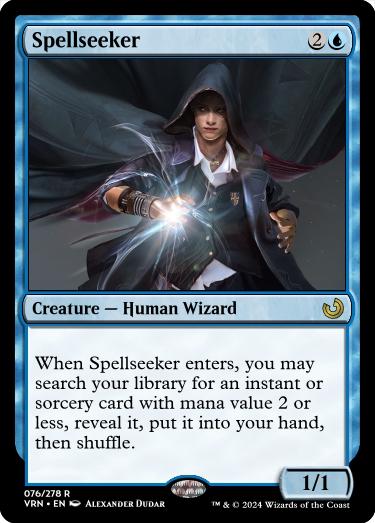 Spellseeker 2
Creature — Human Wizard
When Spellseeker enters, you may
search your library for an instant or
sorcery card with mana value 2 or
less, reveal it, put it into your hand,
then shuffle.
1/1
076/278 R
VRN • EN Alexander Dudar ™ & © 2024 Wizards of the Coast